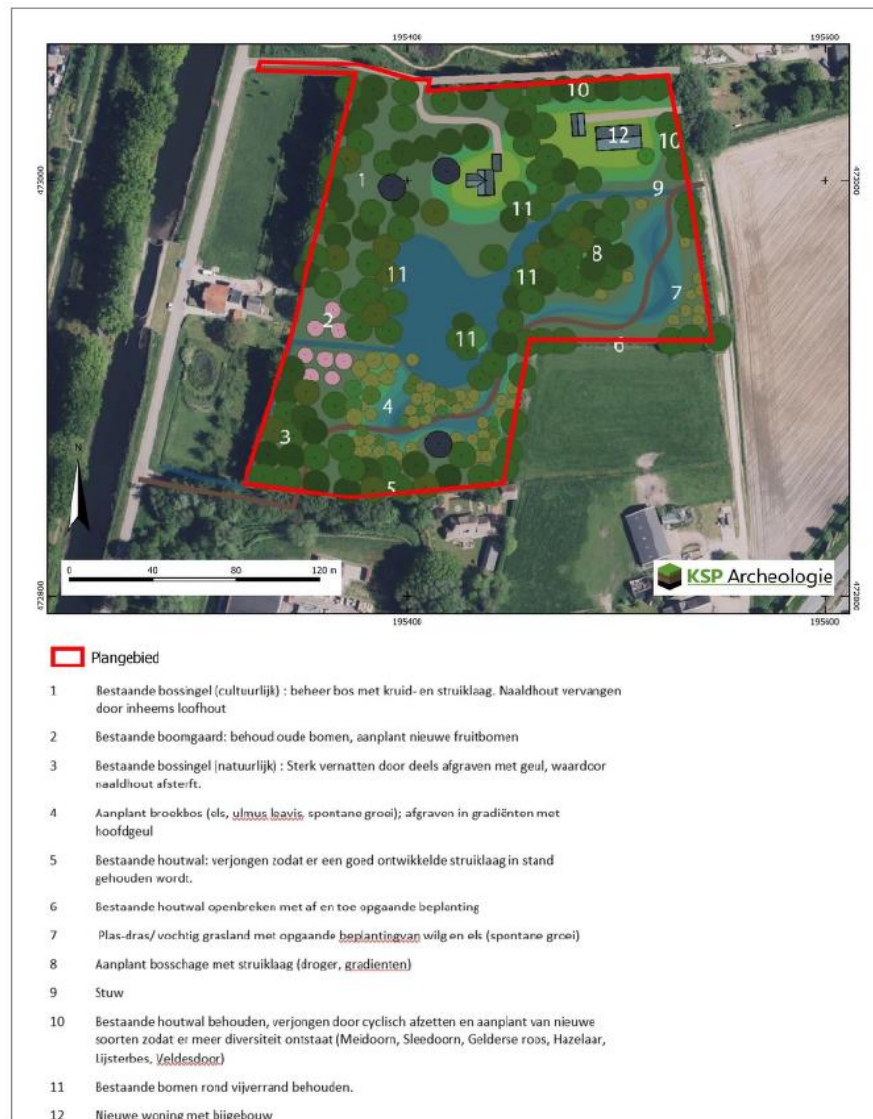 195400
195600
10
12
10
1
9
473000
473000
11
8
11
11
7
2
11
6
4
3
5
N
0 40 80 120 m
KSP Archeologie
472800
472800
195400
195600
Plangebied
1 Bestaande bossingel (cultuurlijk) : beheer bos met kruid- en struiklaag. Naaldhout vervangen
door inheems loofhout
2 Bestaande boomgaard: behoud oude bomen, aanplant nieuwe fruitbomen
3 Bestaande bossingel (natuurlijk) : Sterk vernatten door deels afgraven met geul, waardoor
naaldhout afsterft.
4 Aanplant broekbos (els, ulmus leavis, spontane groei); afgraven in gradiënten met
hoofdgeul
5 Bestaande houtwal: verjongen zodat er een goed ontwikkelde struiklaag in stand
gehouden wordt.
6 Bestaande houtwal openbreken met af en toe opgaande beplanting
7 Plas-dras/ vochtig grasland met opgaande beplantingvan wilg en els (spontane groei)
8 Aanplant bosschage met struiklaag (droger, gradienten)
9 Stuw
10 Bestaande houtwal behouden, verjongen door cyclisch afzetten en aanplant van nieuwe
soorten zodat er meer diversiteit ontstaat (Meidoorn, Sleedoorn, Gelderse roos, Hazelaar,
Lijsterbes, Veldesdoor)
11 Bestaande bomen rond vijverrand behouden.
12 Nieuwe woning met bijgebouw